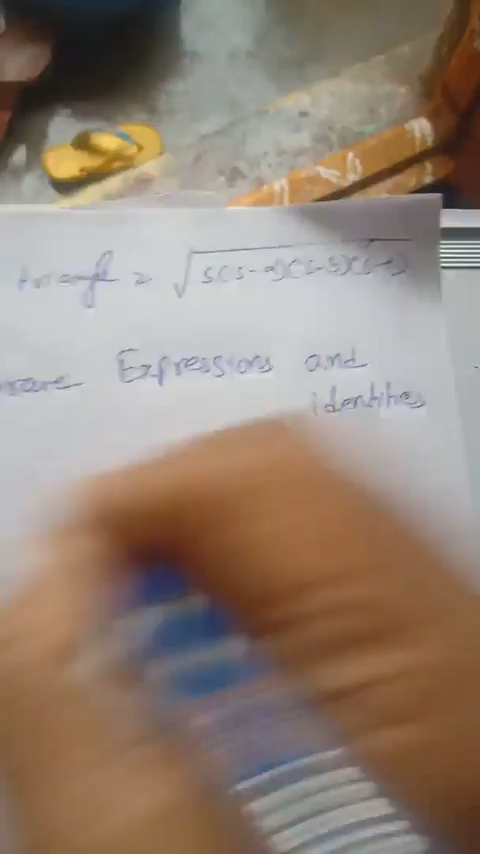 triangle = √s(s-a)(s-b)(s-c)
Expressions and
identities